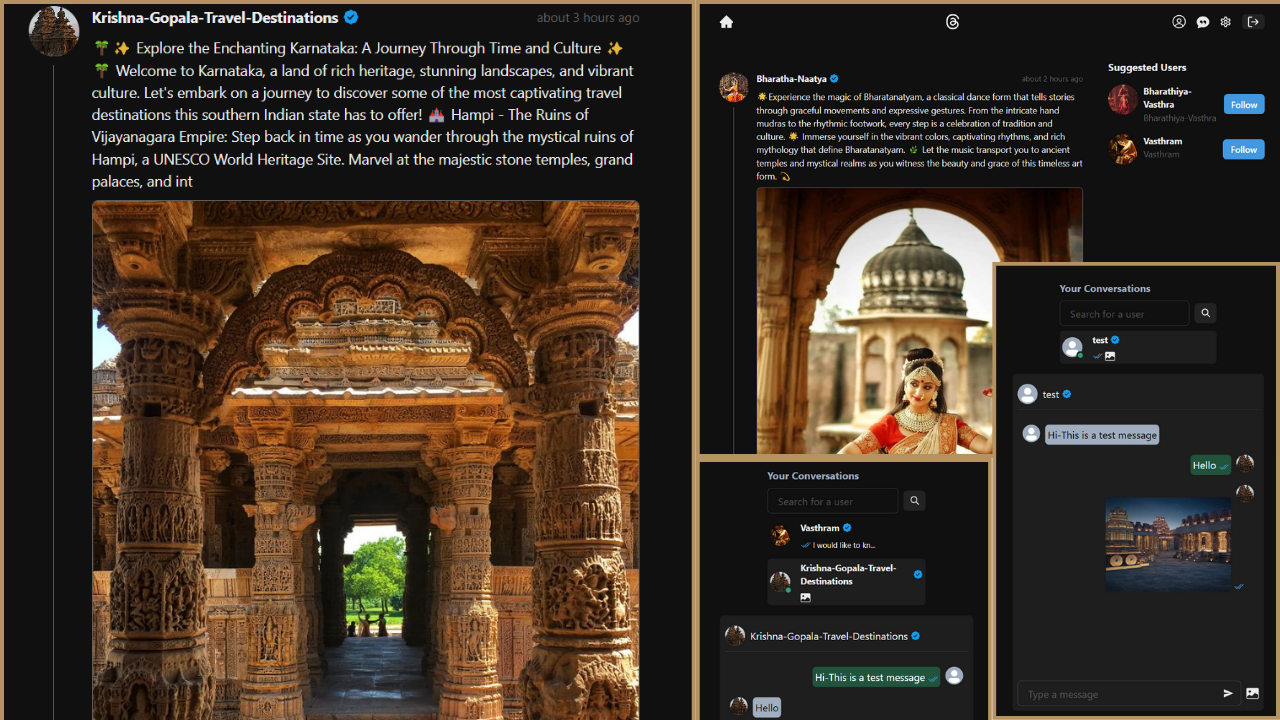 Krishna-Gopala-Travel-Destinations
about 3 hours ago
🌴✨ Explore the Enchanting Karnataka: A Journey Through Time and Culture ✨
🌴 Welcome to Karnataka, a land of rich heritage, stunning landscapes, and vibrant
culture. Let's embark on a journey to discover some of the most captivating travel
destinations this southern Indian state has to offer! 🏰 Hampi - The Ruins of
Vijayanagara Empire: Step back in time as you wander through the mystical ruins of
Hampi, a UNESCO World Heritage Site. Marvel at the majestic stone temples, grand
palaces, and int
Bharatha-Naatya
about 2 hours ago
🌟Experience the magic of Bharatanatyam, a classical dance form that tells stories
through graceful movements and expressive gestures. From the intricate hand
mudras to the rhythmic footwork, every step is a celebration of tradition and
culture. 🌟 Immerse yourself in the vibrant colors, captivating rhythms, and rich
mythology that define Bharatanatyam. 🌿 Let the music transport you to ancient
temples and mystical realms as you witness the beauty and grace of this timeless art
form. 💫
Suggested Users
Bharathiya-
Vasthra
Bharathiya-Vasthra
Follow
Vasthram
Vasthram
Follow
Your Conversations
Search for a user
Vasthram
I would like to kn...
Krishna-Gopala-Travel-
Destinations
Krishna-Gopala-Travel-Destinations
Hi-This is a test message
Hello
Your Conversations
Search for a user
test
test
Hi-This is a test message
Hello
Type a message